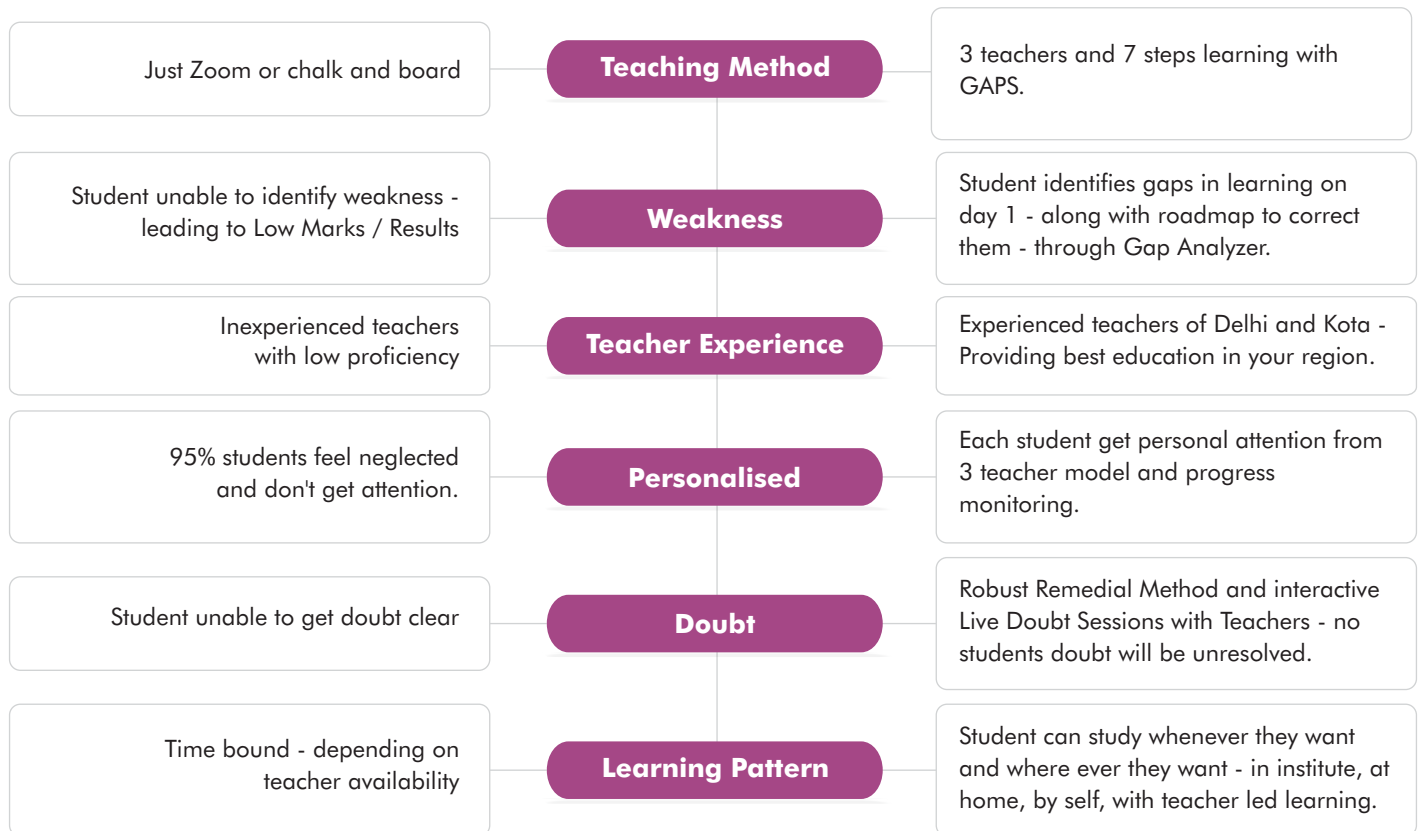 Just Zoom or chalk and board
Teaching Method
3 teachers and 7 steps learning with
GAPS.
Student unable to identify weakness -
leading to Low Marks / Results
Weakness
Student identifies gaps in learning on
day 1 - along with roadmap to correct
them - through Gap Analyzer.
Inexperienced teachers
with low proficiency
Teacher Experience
Experienced teachers of Delhi and Kota -
Providing best education in your region.
95% students feel neglected
and don't get attention.
Personalised
Each student get personal attention from
3 teacher model and progress
monitoring.
Student unable to get doubt clear
Doubt
Robust Remedial Method and interactive
Live Doubt Sessions with Teachers - no
students doubt will be unresolved.
Time bound - depending on
teacher availability
Learning Pattern
Student can study whenever they want
and where ever they want - in institute, at
home, by self, with teacher led learning.